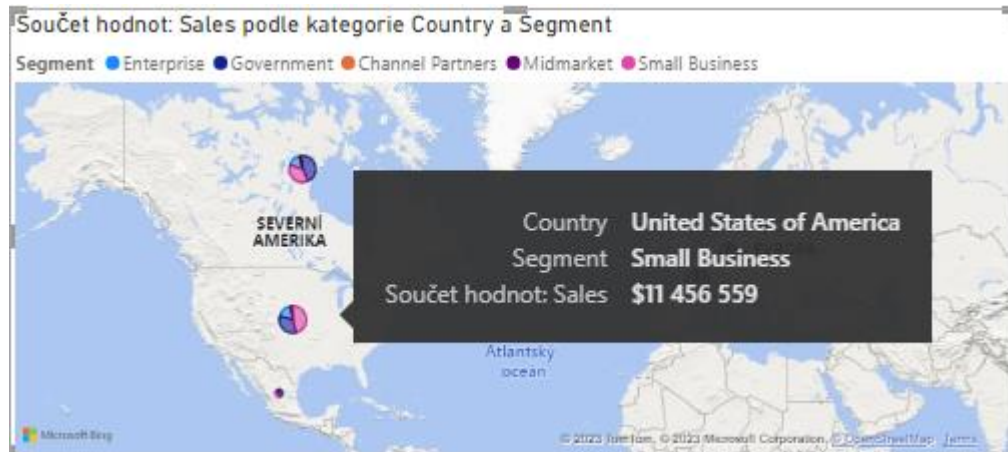 Součet hodnot: Sales podle kategorie Country a Segment
Segment Enterprise Government Channel Partners Midmarket Small Business
SEVERNÍ
AMERIKA
Country United States of America
Segment Small Business
Součet hodnot: Sales $11 456 559
Atlantský
oceán
Microsoft Bing
© 2023 TomTom, © 2023 Microsoft Corporation, © OpenStreetMap Terms